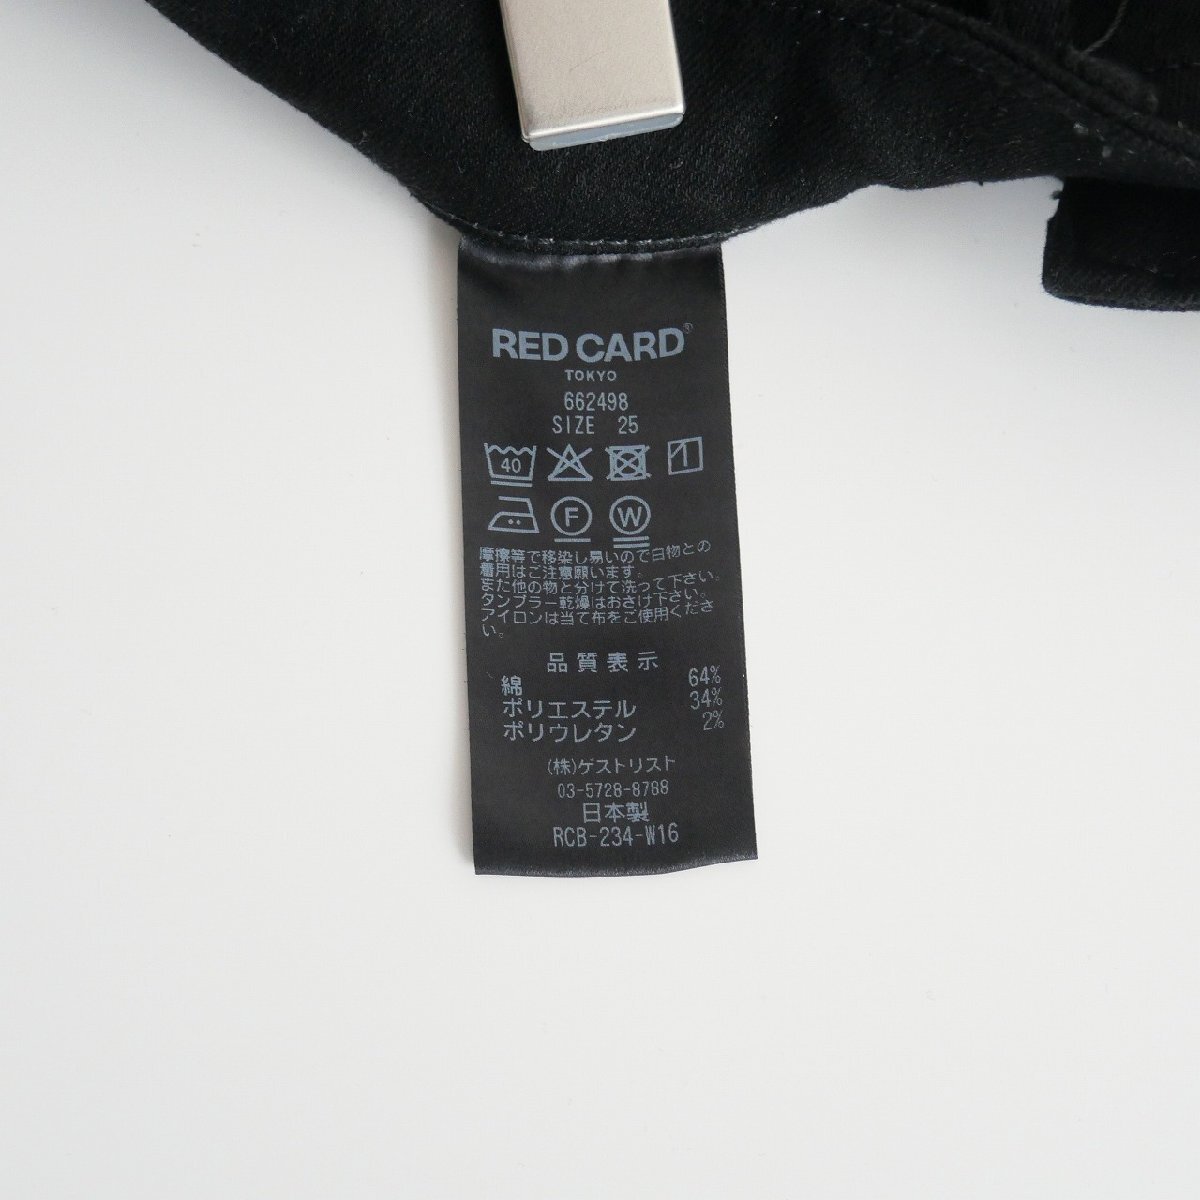 RED CARD®
TOKYO
662498
SIZE 25
40
F W
摩擦等で移染し易いので白物との
着用はご注意願います。
また他の物と分けて洗って下さい。
タンブラー乾燥はおさけ下さい。
アイロンは当て布をご使用くださ
い。
品質表示
綿 64%
ポリエステル 34%
ポリウレタン 2%
(株)ゲストリスト
03-5728-8788
日本製
RCB-234-W16